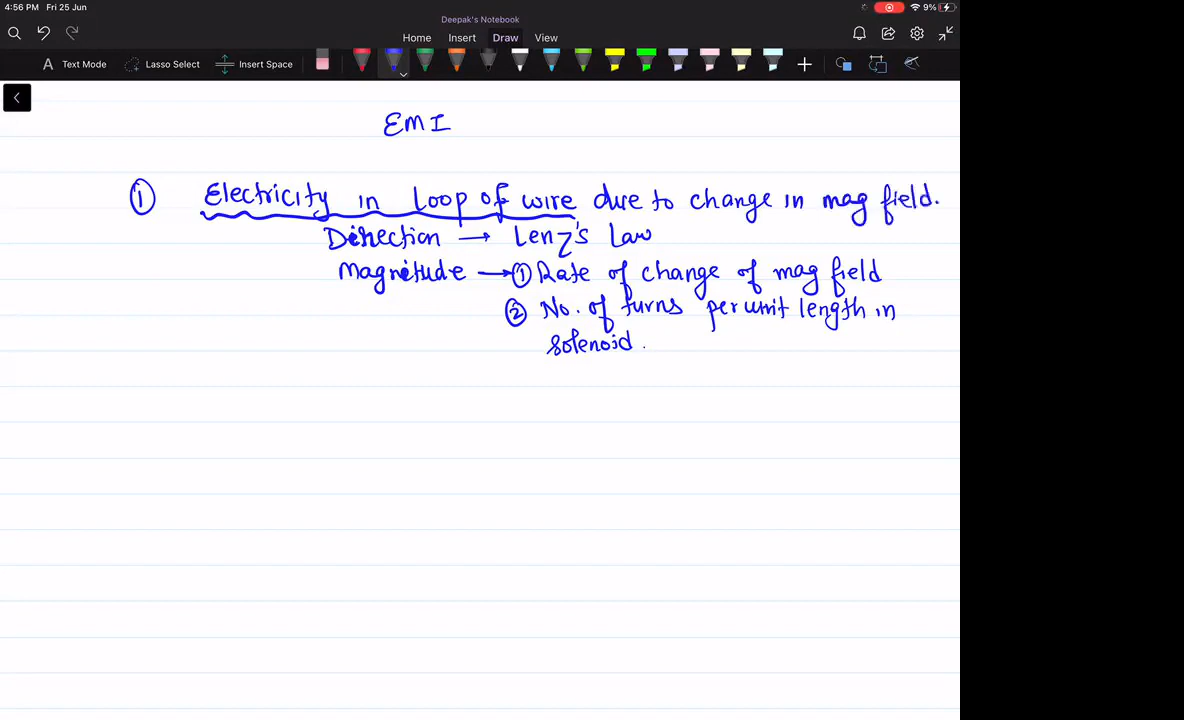 4:56 PM Fri 25 Jun
9%
Deepak's Notebook
Home Insert Draw View
A Text Mode Lasso Select Insert Space
EMI
① Electricity in Loop of wire due to change in mag field.
Direction → Lenz's Law
Magnitude → ① Rate of change of mag field
② No. of turns per unit length in
solenoid.